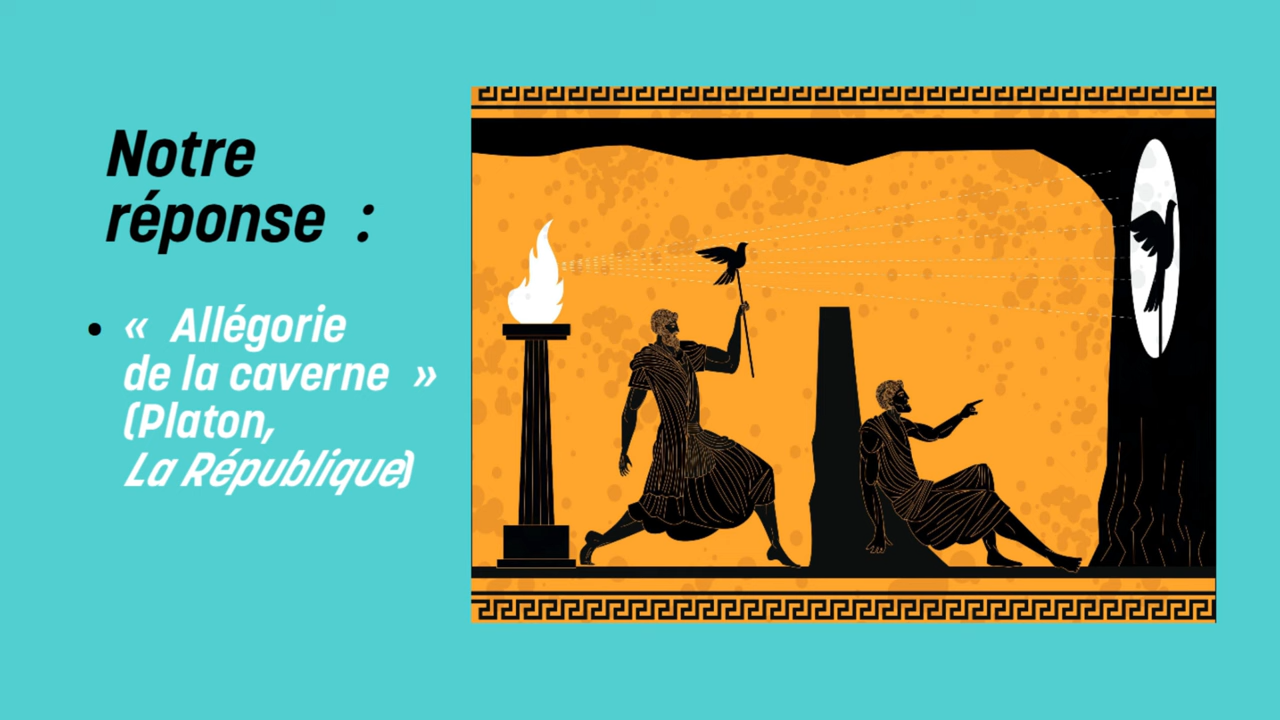 Notre
réponse :
• « Allégorie
de la caverne »
(Platon,
La République)